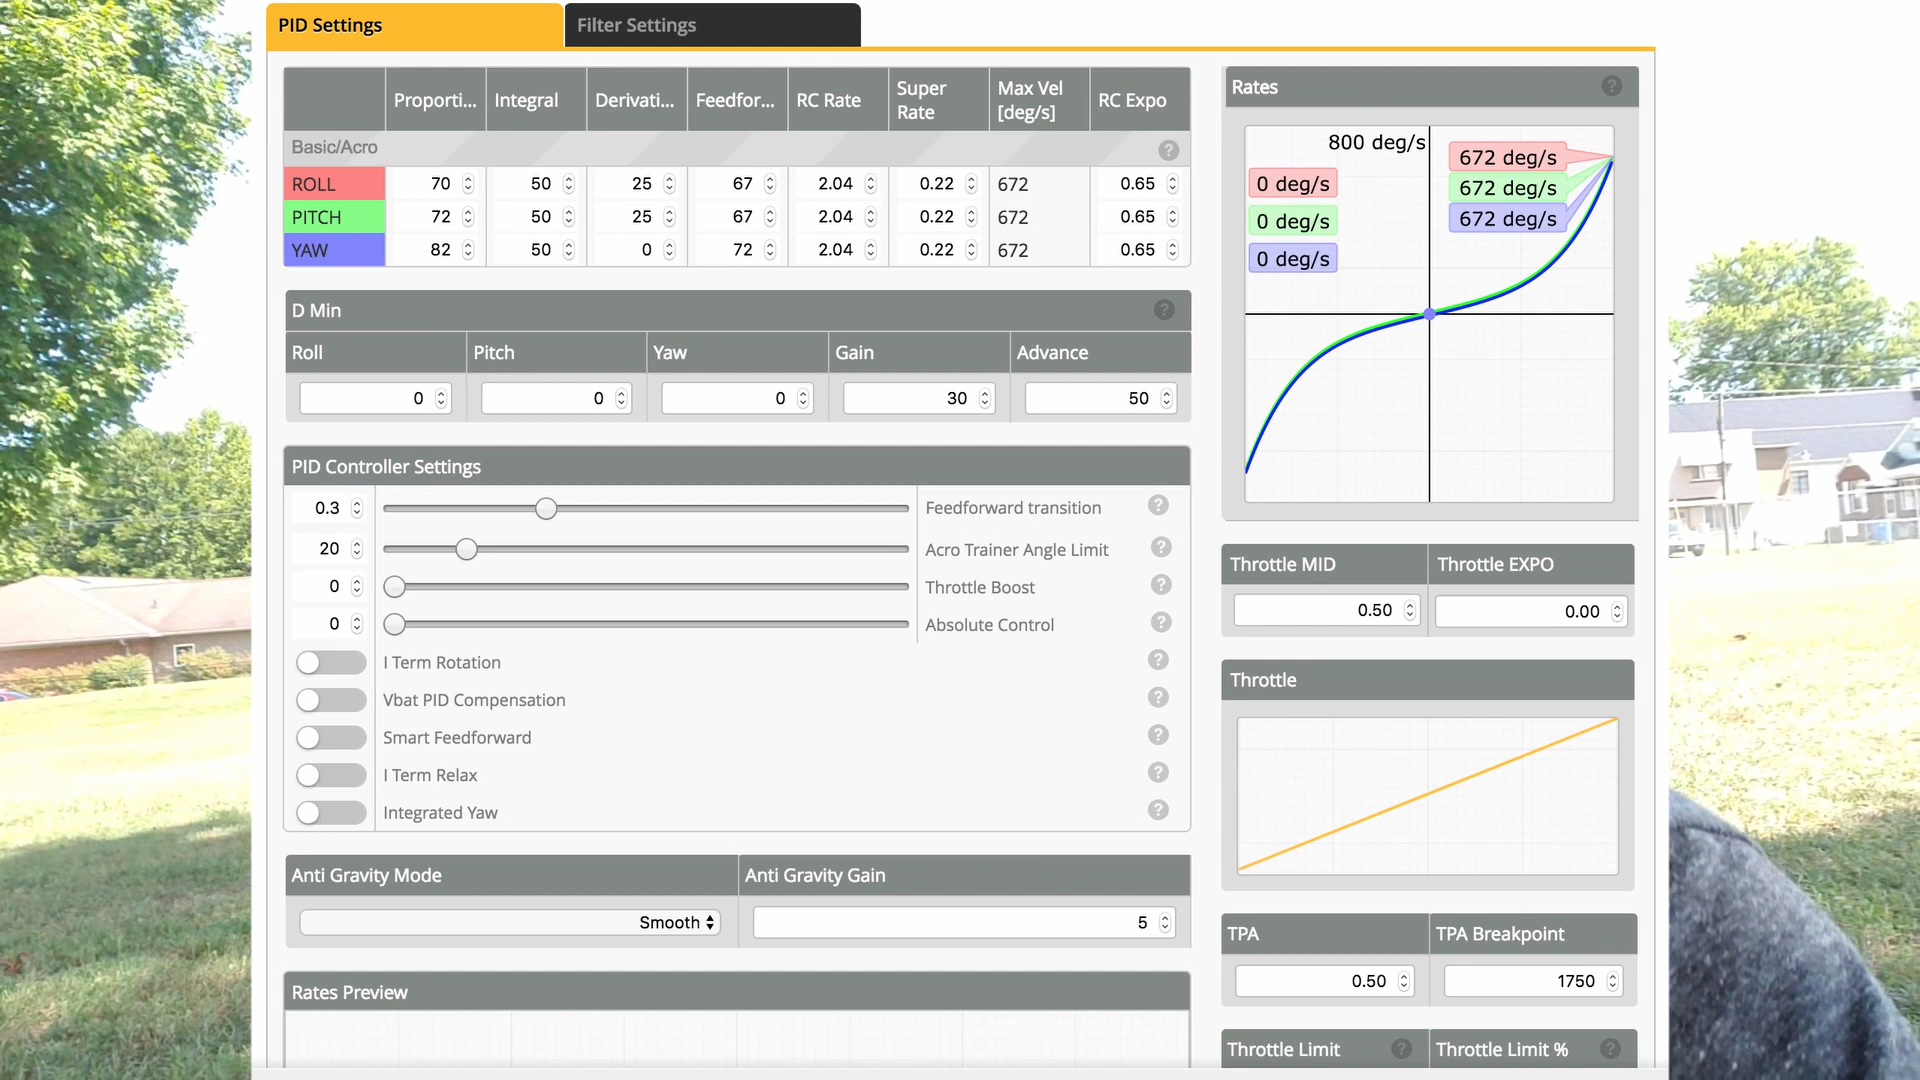 PID Settings
Filter Settings
Proporti... Integral Derivati... Feedfor... RC Rate Super Rate Max Vel [deg/s] RC Expo
Basic/Acro
ROLL 70 50 25 67 2.04 0.22 672 0.65
PITCH 72 50 25 67 2.04 0.22 672 0.65
YAW 82 50 0 72 2.04 0.22 672 0.65
D Min
Roll Pitch Yaw Gain Advance
0 0 0 30 50
PID Controller Settings
0.3 Feedforward transition
20 Acro Trainer Angle Limit
0 Throttle Boost
0 Absolute Control
I Term Rotation
Vbat PID Compensation
Smart Feedforward
I Term Relax
Integrated Yaw
Anti Gravity Mode Anti Gravity Gain
Smooth 5
Rates Preview
Rates
800 deg/s
672 deg/s
672 deg/s
672 deg/s
0 deg/s
0 deg/s
0 deg/s
Throttle MID Throttle EXPO
0.50 0.00
Throttle
TPA TPA Breakpoint
0.50 1750
Throttle Limit Throttle Limit %